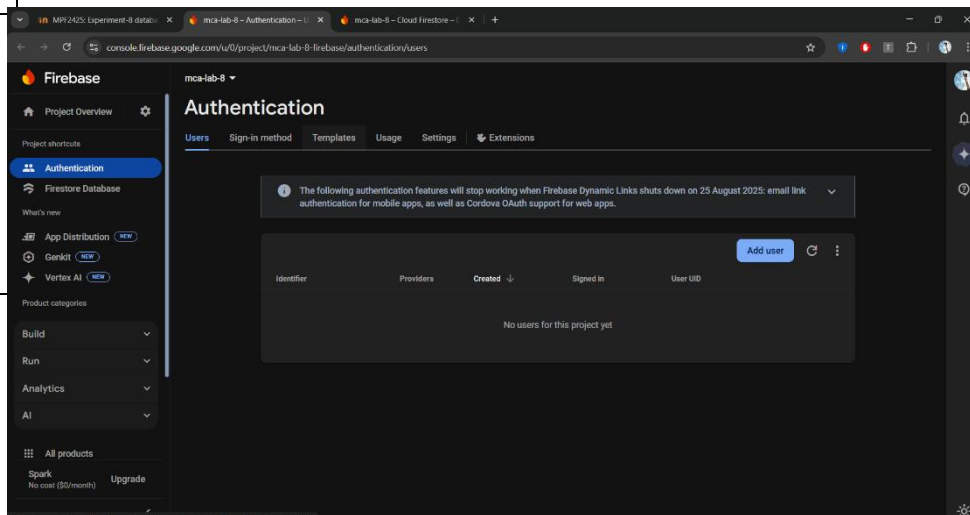 MPF2425: Experiment-8 datab
mca-lab-8 – Authentication –
mca-lab-8 – Cloud Firestore –
console.firebase.google.com/u/0/project/mca-lab-8-firebase/authentication/users
Firebase
mca-lab-8
Project Overview
Authentication
Users Sign-in method Templates Usage Settings Extensions
Project shortcuts
Authentication
Firestore Database
What's new
App Distribution NEW
Genkit NEW
Vertex AI NEW
Product categories
Build
Run
Analytics
AI
All products
Spark
No cost ($0/month)
Upgrade
The following authentication features will stop working when Firebase Dynamic Links shuts down on 25 August 2025: email link
authentication for mobile apps, as well as Cordova OAuth support for web apps.
Add user
Identifier Providers Created Signed in User UID
No users for this project yet